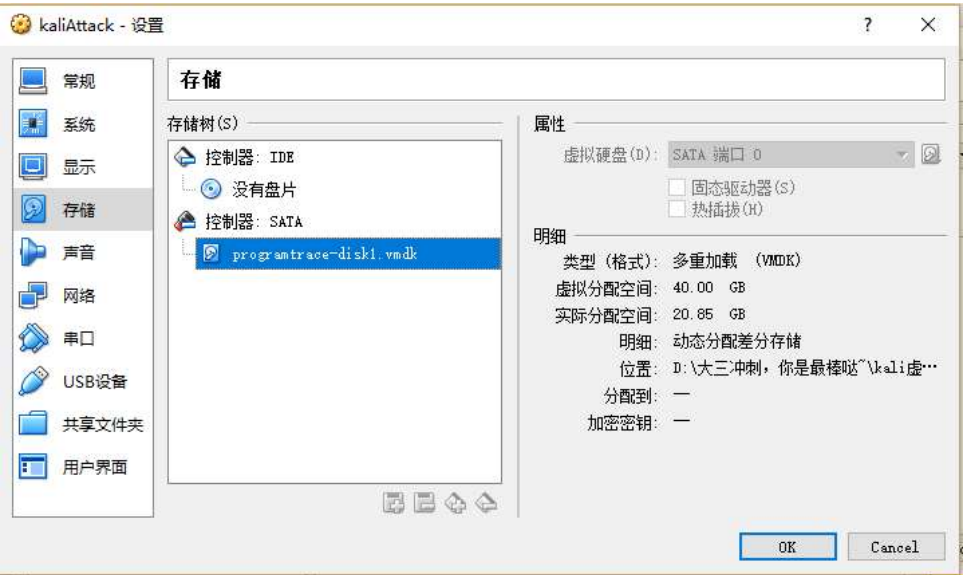 kaliAttack - 设置
?
常规
系统
显示
存储
声音
网络
串口
USB设备
共享文件夹
用户界面
存储
存储树(S)
控制器: IDE
没有盘片
控制器: SATA
programtrace-disk1.vmdk
属性
虚拟硬盘(D): SATA 端口 0
固态驱动器(S)
热插拔(H)
明细
类型 (格式): 多重加载 (VMDK)
虚拟分配空间: 40.00 GB
实际分配空间: 20.85 GB
明细: 动态分配差分存储
位置: D:\大三冲刺，你是最棒哒~\kali虚…
分配到: —
加密密钥: —
OK
Cancel